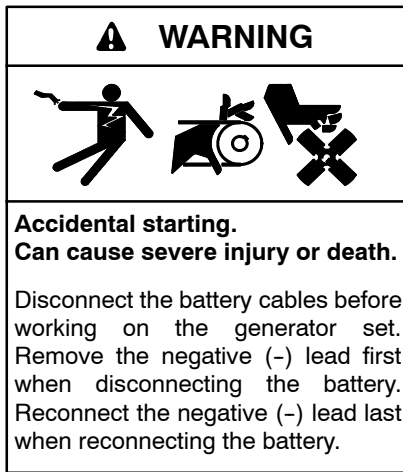 WARNING
Accidental starting.
Can cause severe injury or death.
Disconnect the battery cables before
working on the generator set.
Remove the negative (−) lead first
when disconnecting the battery.
Reconnect the negative (−) lead last
when reconnecting the battery.